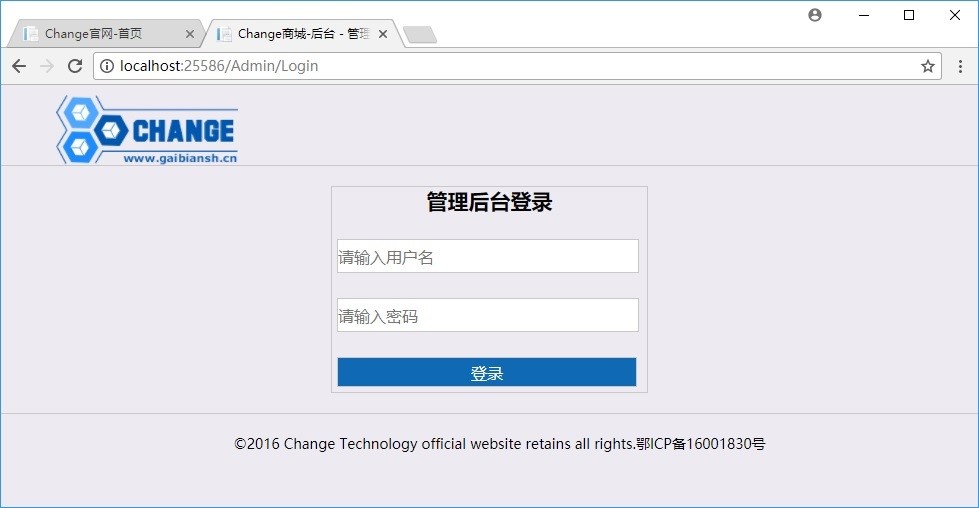 Change官网-首页
Change商城-后台 - 管理
localhost:25586/Admin/Login
CHANGE
www.gaibiansh.cn
管理后台登录
请输入用户名
请输入密码
登录
©2016 Change Technology official website retains all rights.鄂ICP备16001830号